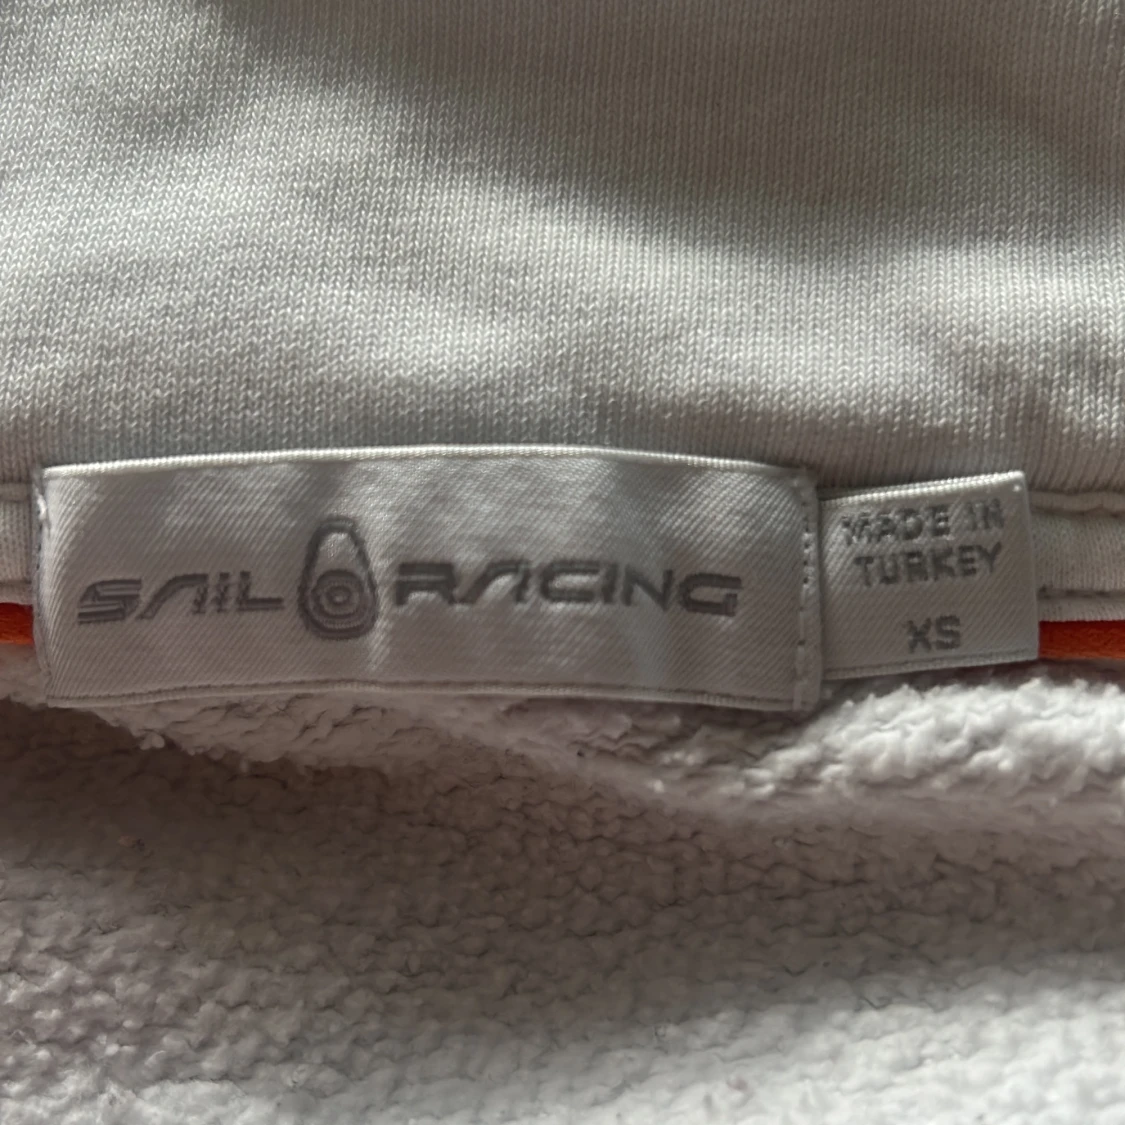 SAIL RACING
MADE IN
TURKEY
XS